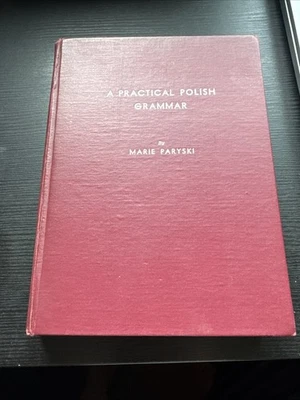 A PRACTICAL POLISH
GRAMMAR
By
MARIE PARYSKI